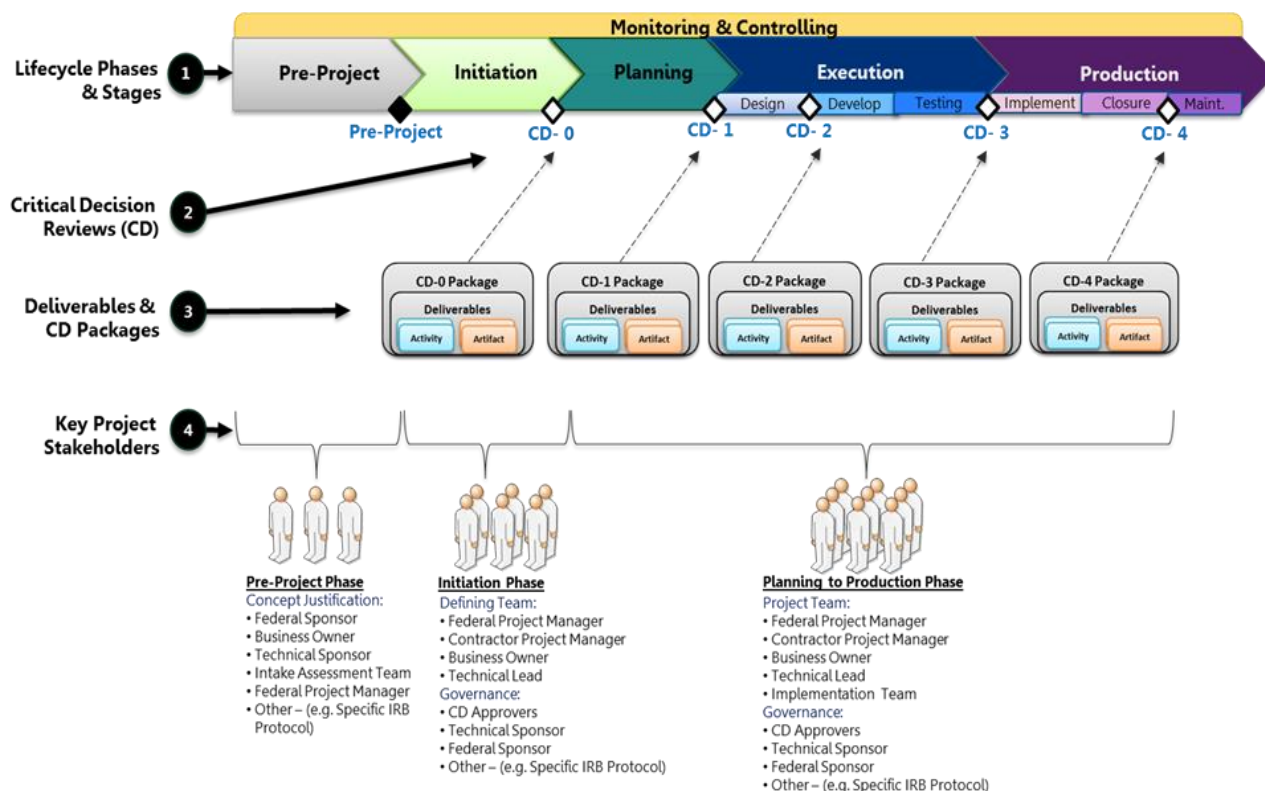 Monitoring & Controlling
Lifecycle Phases
& Stages
1
Pre-Project
Initiation
Planning
Execution
Production
Design
Develop
Testing
Implement
Closure
Maint.
Pre-Project
CD- 0
CD- 1
CD- 2
CD- 3
CD- 4
Critical Decision
Reviews (CD)
2
Deliverables &
CD Packages
3
CD-0 Package
Deliverables
Activity
Artifact
CD-1 Package
Deliverables
Activity
Artifact
CD-2 Package
Deliverables
Activity
Artifact
CD-3 Package
Deliverables
Activity
Artifact
CD-4 Package
Deliverables
Activity
Artifact
Key Project
Stakeholders
4
Pre-Project Phase
Concept Justification:
• Federal Sponsor
• Business Owner
• Technical Sponsor
• Intake Assessment Team
• Federal Project Manager
• Other – (e.g. Specific IRB
Protocol)
Initiation Phase
Defining Team:
• Federal Project Manager
• Contractor Project Manager
• Business Owner
• Technical Lead
Governance:
• CD Approvers
• Technical Sponsor
• Federal Sponsor
• Other – (e.g. Specific IRB Protocol)
Planning to Production Phase
Project Team:
• Federal Project Manager
• Contractor Project Manager
• Business Owner
• Technical Lead
• Implementation Team
Governance:
• CD Approvers
• Technical Sponsor
• Federal Sponsor
• Other – (e.g. Specific IRB Protocol)